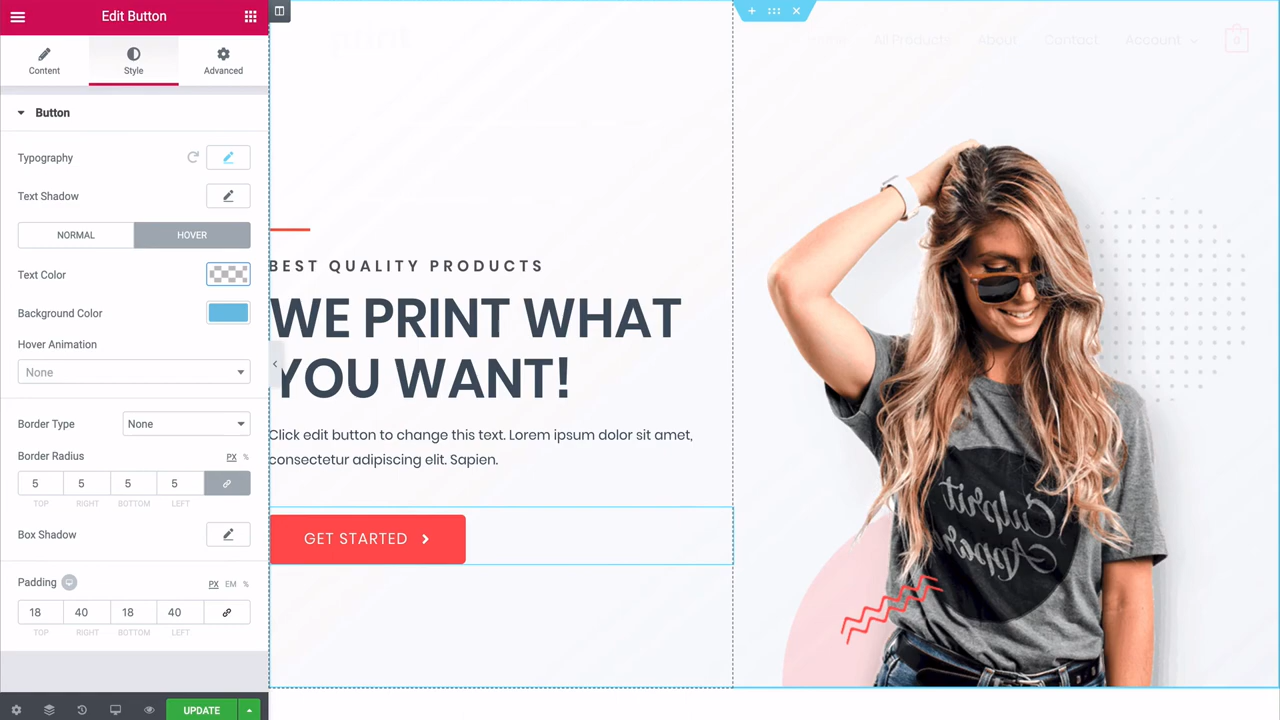 Edit Button
Content
Style
Advanced
Button
Typography
Text Shadow
NORMAL
HOVER
Text Color
Background Color
Hover Animation
None
Border Type
None
Border Radius
PX %
5 5 5 5
TOP RIGHT BOTTOM LEFT
Box Shadow
Padding
PX EM %
18 40 18 40
TOP RIGHT BOTTOM LEFT
UPDATE
print
All Products
About
Contact
Account
0
BEST QUALITY PRODUCTS
WE PRINT WHAT
YOU WANT!
Click edit button to change this text. Lorem ipsum dolor sit amet,
consectetur adipiscing elit. Sapien.
GET STARTED
Culprit